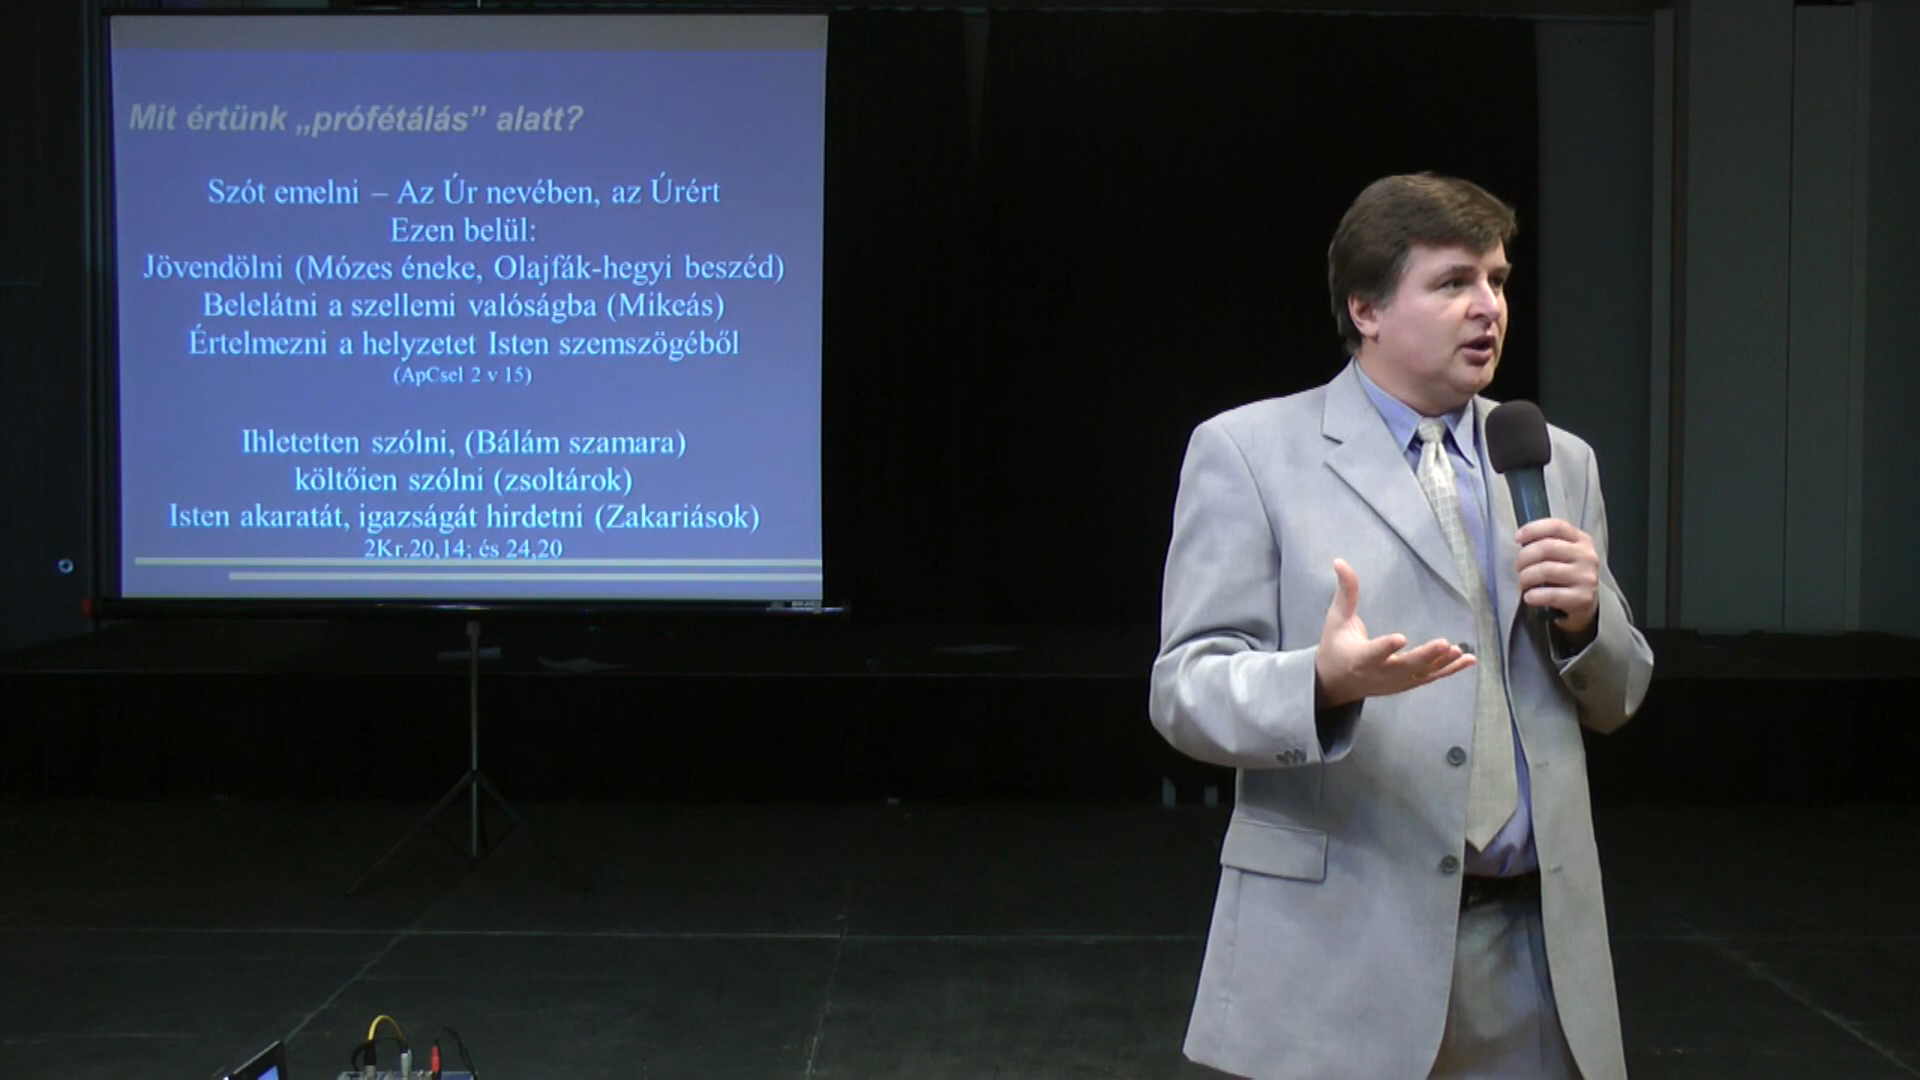 Mit értünk „prófétálás” alatt?
Szót emelni – Az Úr nevében, az Úrért
Ezen belül:
Jövendölni (Mózes éneke, Olajfák-hegyi beszéd)
Belelátni a szellemi valóságba (Mikeás)
Értelmezni a helyzetet Isten szemszögéből
(ApCsel 2 v 15)
Ihletetten szólni, (Bálám szamara)
költőien szólni (zsoltárok)
Isten akaratát, igazságát hirdetni (Zakariások)
2Kr.20,14; és 24,20